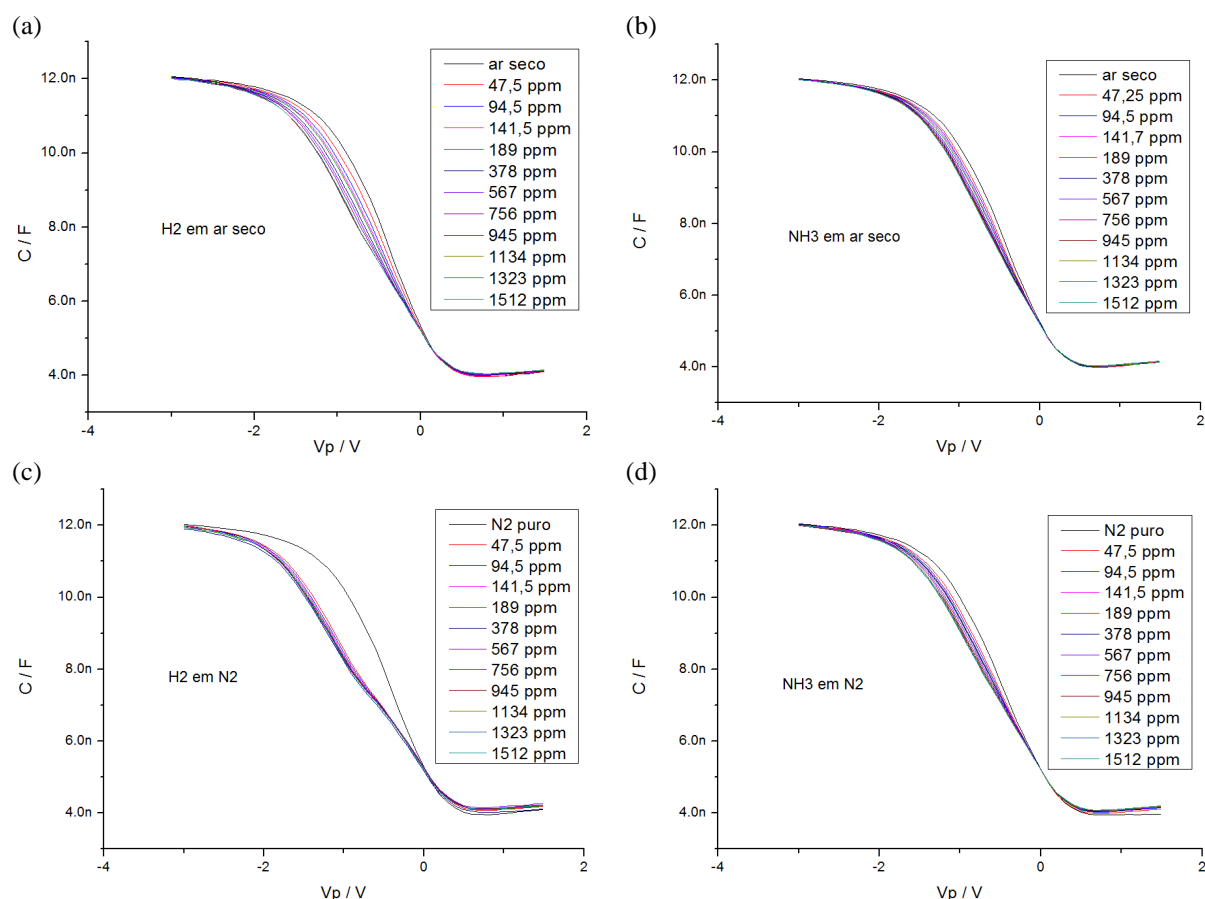 (a)
12.0n
10.0n
8.0n
6.0n
4.0n
C / F
-4
-2
0
2
Vp / V
H2 em ar seco
ar seco
47,5 ppm
94,5 ppm
141,5 ppm
189 ppm
378 ppm
567 ppm
756 ppm
945 ppm
1134 ppm
1323 ppm
1512 ppm
(b)
12.0n
10.0n
8.0n
6.0n
4.0n
C / F
-4
-2
0
2
Vp / V
NH3 em ar seco
ar seco
47,25 ppm
94,5 ppm
141,7 ppm
189 ppm
378 ppm
567 ppm
756 ppm
945 ppm
1134 ppm
1323 ppm
1512 ppm
(c)
12.0n
10.0n
8.0n
6.0n
4.0n
C / F
-4
-2
0
2
Vp / V
H2 em N2
N2 puro
47,5 ppm
94,5 ppm
141,5 ppm
189 ppm
378 ppm
567 ppm
756 ppm
945 ppm
1134 ppm
1323 ppm
1512 ppm
(d)
12.0n
10.0n
8.0n
6.0n
4.0n
C / F
-4
-2
0
2
Vp / V
NH3 em N2
N2 puro
47,5 ppm
94,5 ppm
141,5 ppm
189 ppm
378 ppm
567 ppm
756 ppm
945 ppm
1134 ppm
1323 ppm
1512 ppm